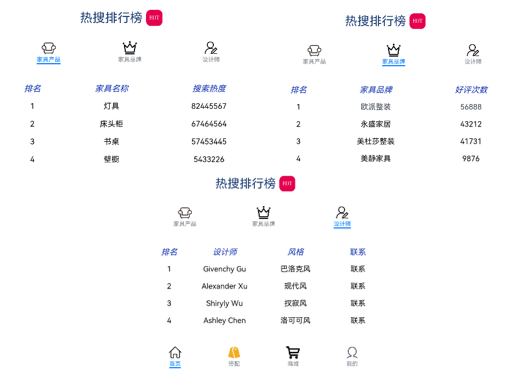 热搜排行榜 HOT
家具产品 家具品牌 设计师
排名 家具名称 搜索热度
1 灯具 82445567
2 床头柜 67464564
3 书桌 57453445
4 壁橱 5433226
热搜排行榜 HOT
家具产品 家具品牌 设计师
排名 家具品牌 好评次数
1 欧派整装 56888
2 永盛家居 43212
3 美杜莎整装 41731
4 美静家具 9876
热搜排行榜 HOT
家具产品 家具品牌 设计师
排名 设计师 风格 联系
1 Givenchy Gu 巴洛克风 联系
2 Alexander Xu 现代风 联系
3 Shiryly Wu 孜寂风 联系
4 Ashley Chen 洛可可风 联系
首页 搭配 商城 我的